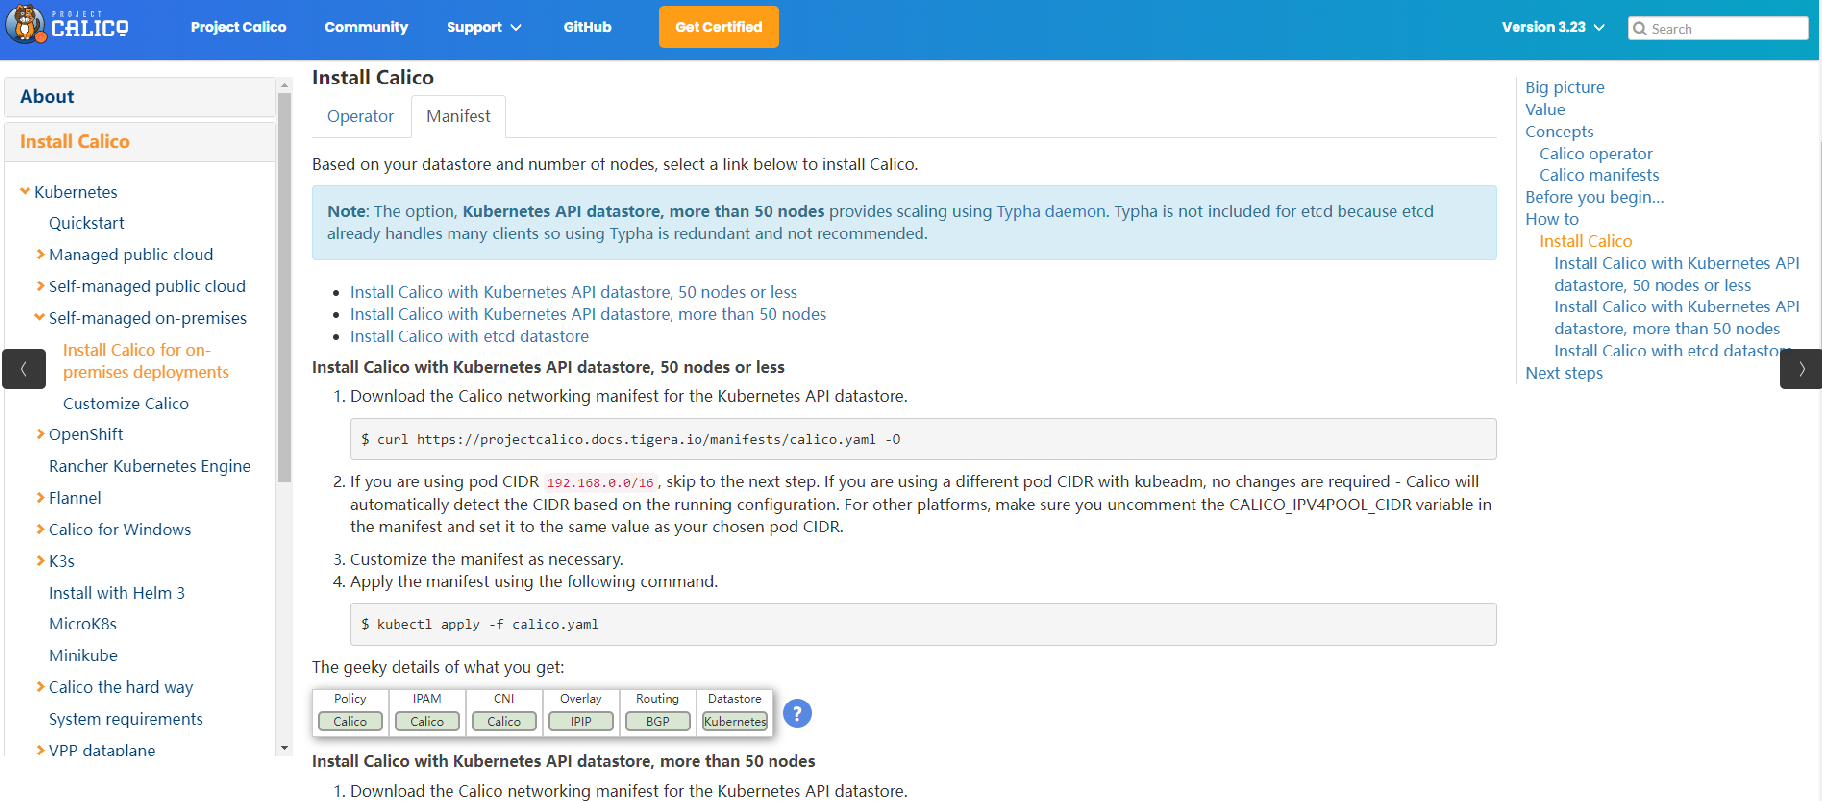 PROJECT
CALICO
Project Calico
Community
Support
GitHub
Get Certified
Version 3.23
Search
About
Install Calico
Kubernetes
Quickstart
Managed public cloud
Self-managed public cloud
Self-managed on-premises
Install Calico for on-
premises deployments
Customize Calico
OpenShift
Rancher Kubernetes Engine
Flannel
Calico for Windows
K3s
Install with Helm 3
MicroK8s
Minikube
Calico the hard way
System requirements
VPP dataplane
Install Calico
Operator
Manifest
Based on your datastore and number of nodes, select a link below to install Calico.
Note: The option, Kubernetes API datastore, more than 50 nodes provides scaling using Typha daemon. Typha is not included for etcd because etcd
already handles many clients so using Typha is redundant and not recommended.
• Install Calico with Kubernetes API datastore, 50 nodes or less
• Install Calico with Kubernetes API datastore, more than 50 nodes
• Install Calico with etcd datastore
Install Calico with Kubernetes API datastore, 50 nodes or less
1. Download the Calico networking manifest for the Kubernetes API datastore.
$ curl https://projectcalico.docs.tigera.io/manifests/calico.yaml -O
2. If you are using pod CIDR 192.168.0.0/16, skip to the next step. If you are using a different pod CIDR with kubeadm, no changes are required - Calico will
automatically detect the CIDR based on the running configuration. For other platforms, make sure you uncomment the CALICO_IPV4POOL_CIDR variable in
the manifest and set it to the same value as your chosen pod CIDR.
3. Customize the manifest as necessary.
4. Apply the manifest using the following command.
$ kubectl apply -f calico.yaml
The geeky details of what you get:
Policy IPAM CNI Overlay Routing Datastore
Calico Calico Calico IPIP BGP Kubernetes
?
Install Calico with Kubernetes API datastore, more than 50 nodes
1. Download the Calico networking manifest for the Kubernetes API datastore.
Big picture
Value
Concepts
Calico operator
Calico manifests
Before you begin...
How to
Install Calico
Install Calico with Kubernetes API
datastore, 50 nodes or less
Install Calico with Kubernetes API
datastore, more than 50 nodes
Install Calico with etcd datastore
Next steps